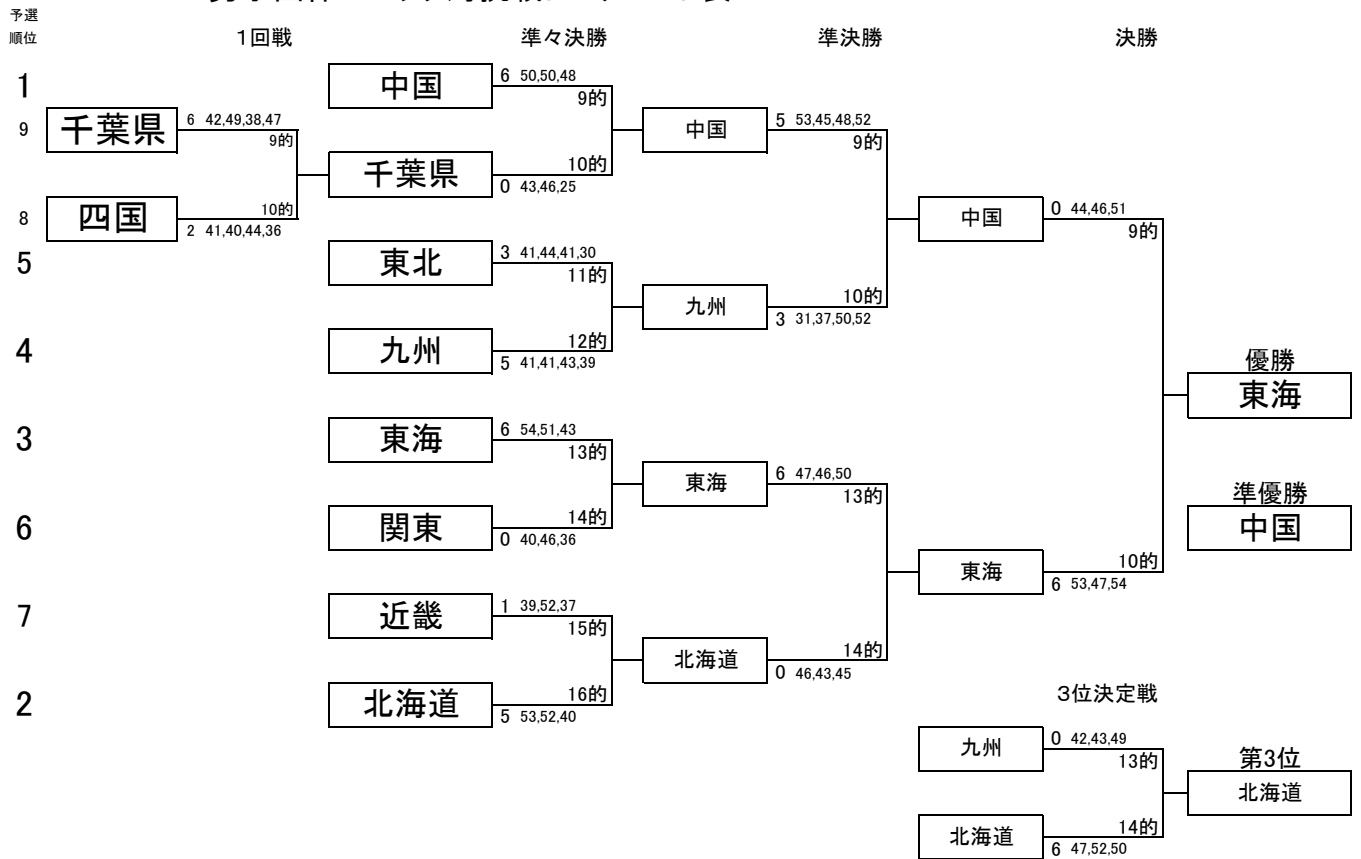 予選
順位
1回戦
準々決勝
準決勝
決勝
1
中国
6 50,50,48
9的
9
千葉県
6 42,49,38,47
9的
中国
5 53,45,48,52
9的
千葉県
10的
0 43,46,25
8
四国
10的
2 41,40,44,36
中国
0 44,46,51
9的
5
東北
3 41,44,41,30
11的
九州
10的
3 31,37,50,52
4
九州
12的
5 41,41,43,39
優勝
東海
3
東海
6 54,51,43
13的
東海
6 47,46,50
13的
準優勝
中国
6
関東
14的
0 40,46,36
東海
10的
6 53,47,54
7
近畿
1 39,52,37
15的
北海道
14的
0 46,43,45
2
北海道
16的
5 53,52,40
3位決定戦
九州
0 42,43,49
13的
第3位
北海道
北海道
14的
6 47,52,50